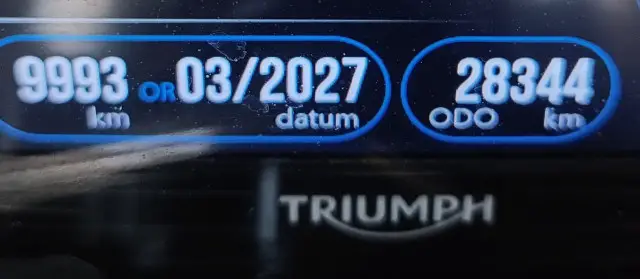 9993 OR 03/2027 28344
km datum ODO km
TRIUMPH